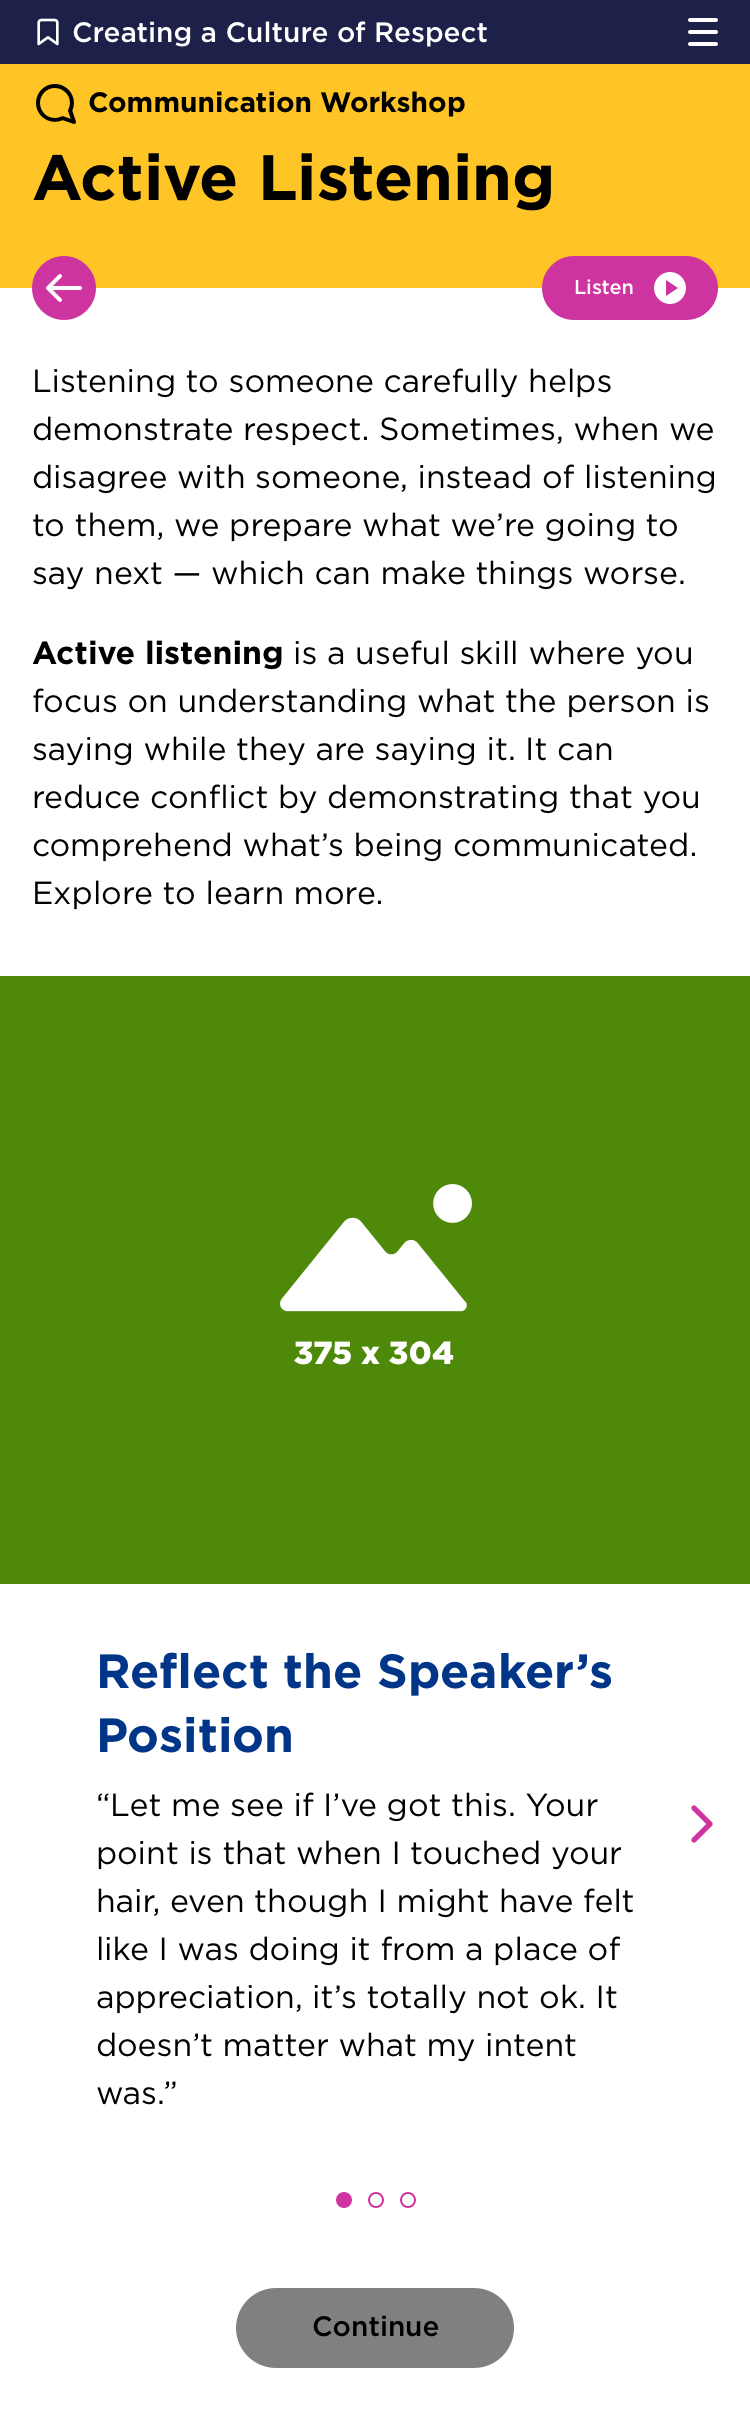 Creating a Culture of Respect
Communication Workshop
Active Listening
Listen
Listening to someone carefully helps
demonstrate respect. Sometimes, when we
disagree with someone, instead of listening
to them, we prepare what we’re going to
say next — which can make things worse.
Active listening is a useful skill where you
focus on understanding what the person is
saying while they are saying it. It can
reduce conflict by demonstrating that you
comprehend what’s being communicated.
Explore to learn more.
375 x 304
Reflect the Speaker’s
Position
“Let me see if I’ve got this. Your
point is that when I touched your
hair, even though I might have felt
like I was doing it from a place of
appreciation, it’s totally not ok. It
doesn’t matter what my intent
was.”
Continue